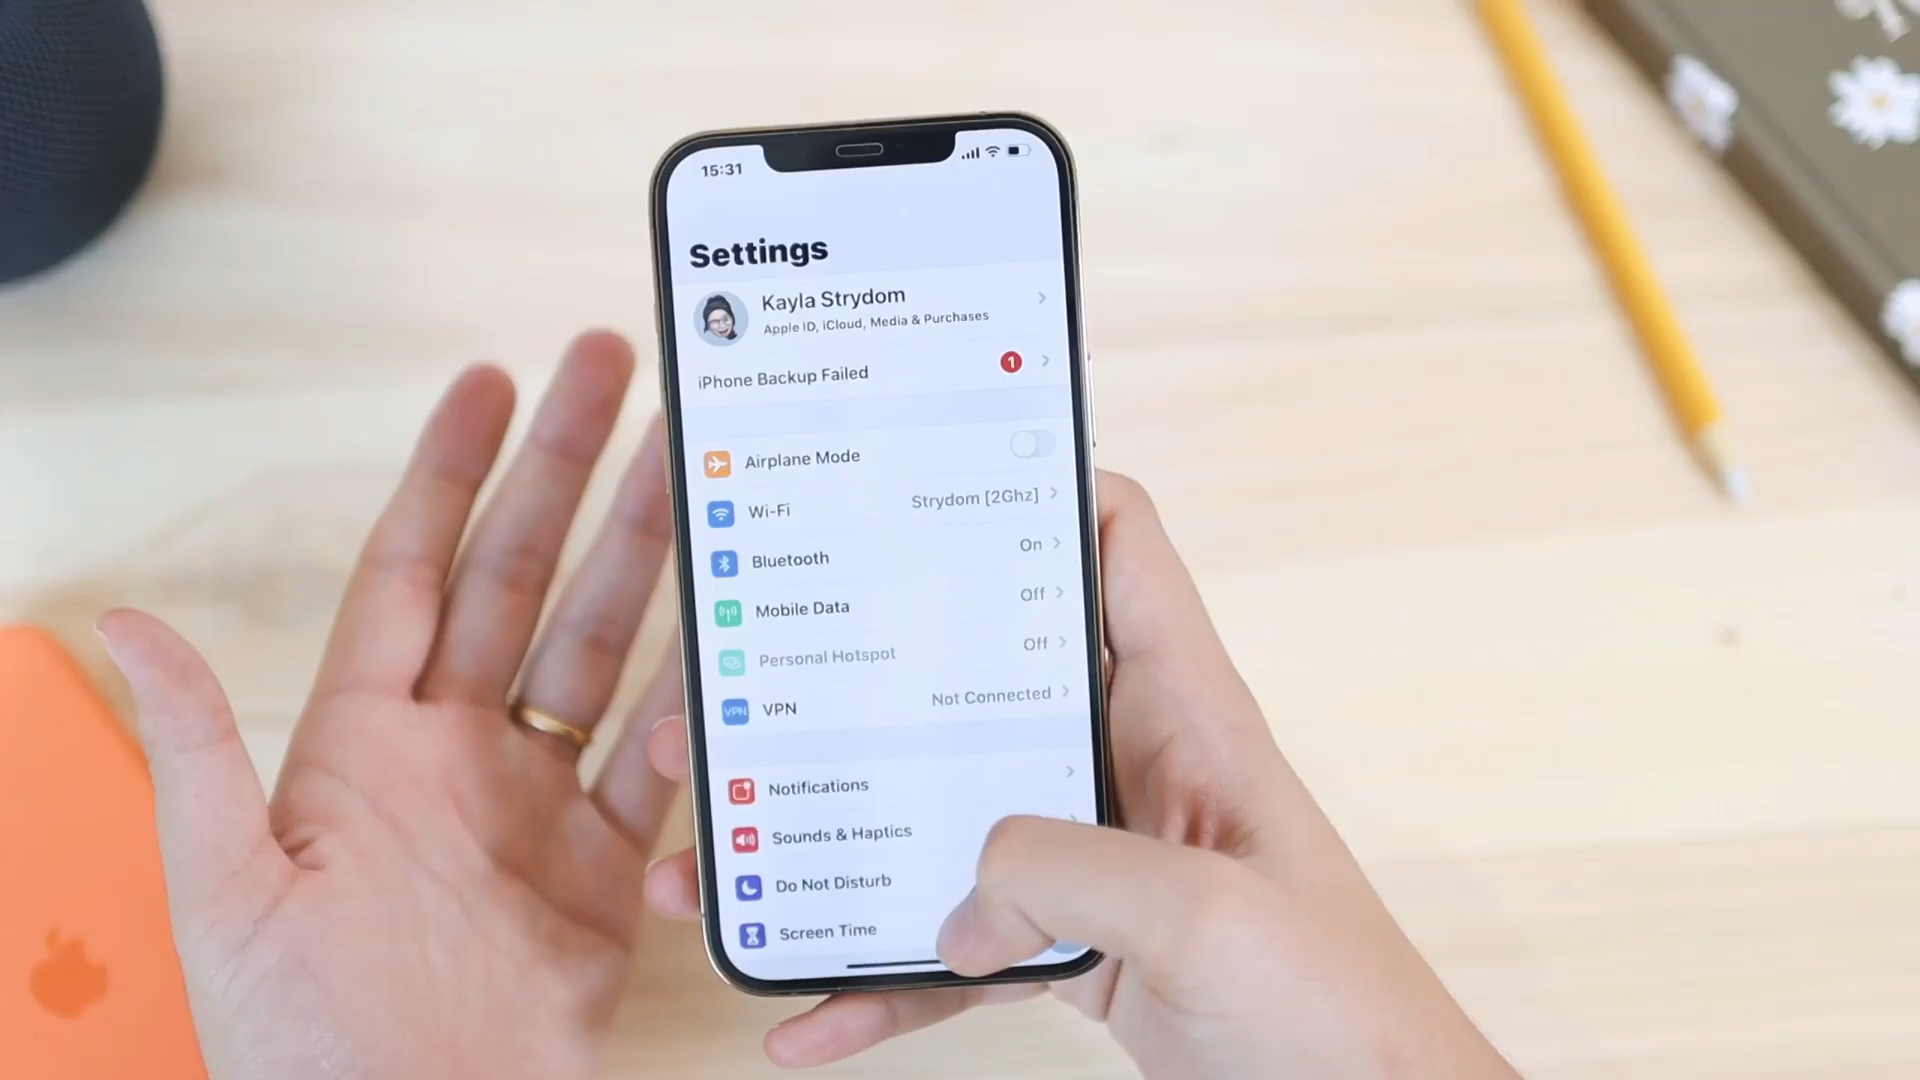 15:31
Settings
Kayla Strydom
Apple ID, iCloud, Media & Purchases
iPhone Backup Failed 1
Airplane Mode
Wi-Fi Strydom [2Ghz]
Bluetooth On
Mobile Data Off
Personal Hotspot Off
VPN VPN Not Connected
Notifications
Sounds & Haptics
Do Not Disturb
Screen Time